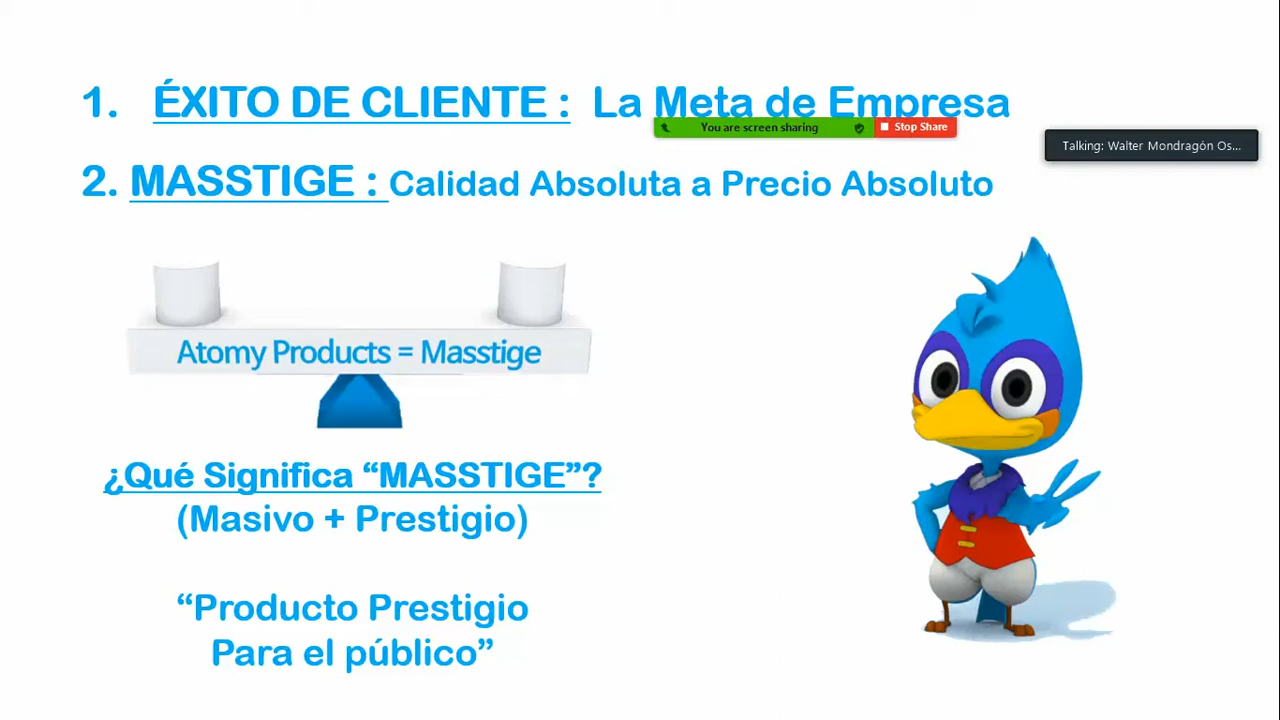 1. ÉXITO DE CLIENTE : La Meta de Empresa
You are screen sharing
Stop Share
Talking: Walter Mondragón Os...
2. MASSTIGE : Calidad Absoluta a Precio Absoluto
Atomy Products = Masstige
¿Qué Significa “MASSTIGE”?
(Masivo + Prestigio)
“Producto Prestigio
Para el público”